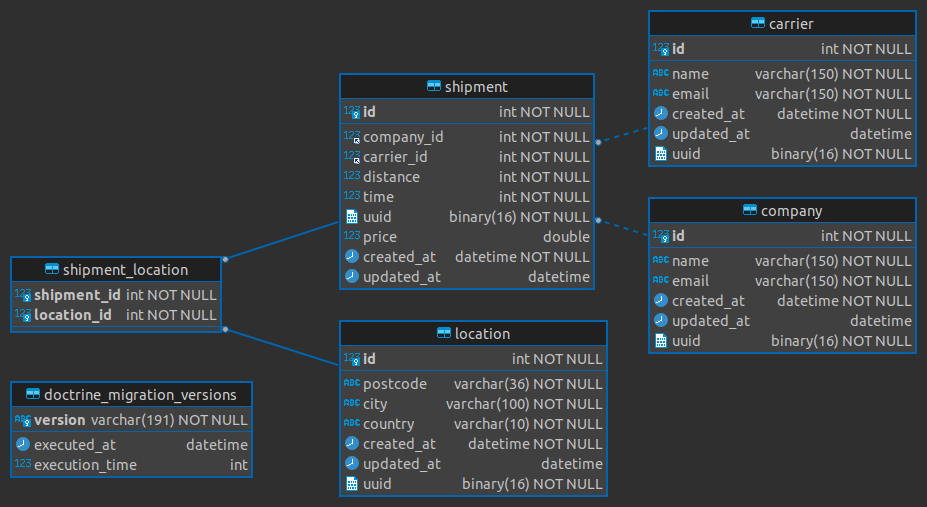 carrier
id int NOT NULL
name varchar(150) NOT NULL
email varchar(150) NOT NULL
created_at datetime NOT NULL
updated_at datetime
uuid binary(16) NOT NULL
shipment
123 id int NOT NULL
123 company_id int NOT NULL
123 carrier_id int NOT NULL
123 distance int NOT NULL
123 time int NOT NULL
uuid binary(16) NOT NULL
123 price double
created_at datetime NOT NULL
updated_at datetime
company
123 id int NOT NULL
ABC name varchar(150) NOT NULL
ABC email varchar(150) NOT NULL
created_at datetime NOT NULL
updated_at datetime
uuid binary(16) NOT NULL
shipment_location
123 shipment_id int NOT NULL
123 location_id int NOT NULL
location
123 id int NOT NULL
ABC postcode varchar(36) NOT NULL
ABC city varchar(100) NOT NULL
ABC country varchar(10) NOT NULL
created_at datetime NOT NULL
updated_at datetime
uuid binary(16) NOT NULL
doctrine_migration_versions
ABC version varchar(191) NOT NULL
executed_at datetime
123 execution_time int